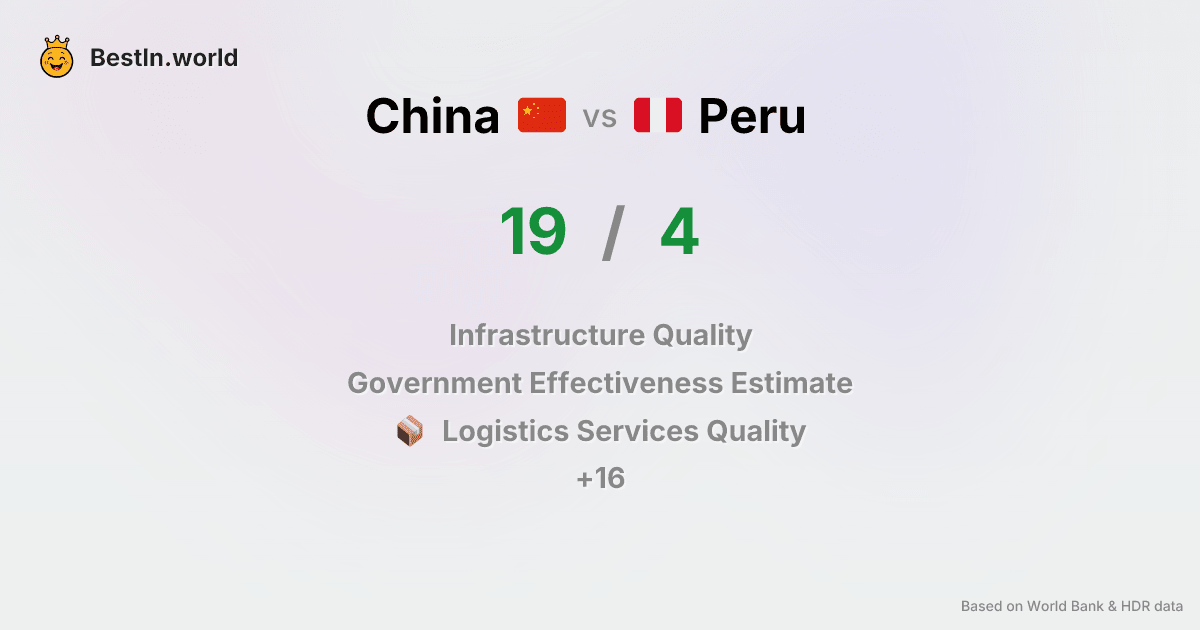 BestIn.world
China vs Peru
19 / 4
Infrastructure Quality
Government Effectiveness Estimate
Logistics Services Quality
+16
Based on World Bank & HDR data